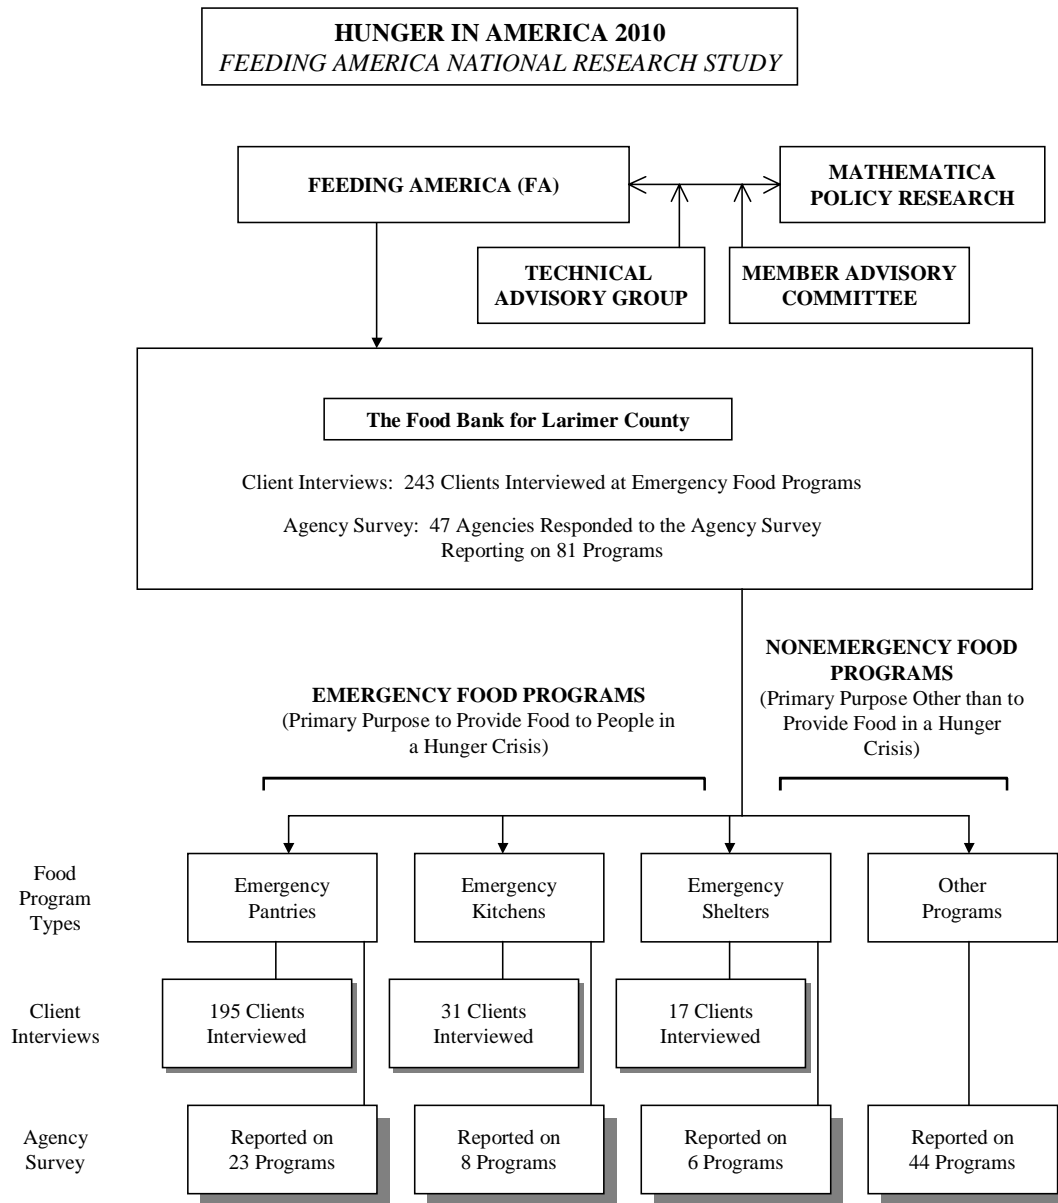 HUNGER IN AMERICA 2010
FEEDING AMERICA NATIONAL RESEARCH STUDY
FEEDING AMERICA (FA)
MATHEMATICA
POLICY RESEARCH
TECHNICAL
ADVISORY GROUP
MEMBER ADVISORY
COMMITTEE
The Food Bank for Larimer County
Client Interviews: 243 Clients Interviewed at Emergency Food Programs
Agency Survey: 47 Agencies Responded to the Agency Survey
Reporting on 81 Programs
EMERGENCY FOOD PROGRAMS
(Primary Purpose to Provide Food to People in
a Hunger Crisis)
NONEMERGENCY FOOD
PROGRAMS
(Primary Purpose Other than to
Provide Food in a Hunger
Crisis)
Food
Program
Types
Emergency
Pantries
Emergency
Kitchens
Emergency
Shelters
Other
Programs
Client
Interviews
195 Clients
Interviewed
31 Clients
Interviewed
17 Clients
Interviewed
Agency
Survey
Reported on
23 Programs
Reported on
8 Programs
Reported on
6 Programs
Reported on
44 Programs